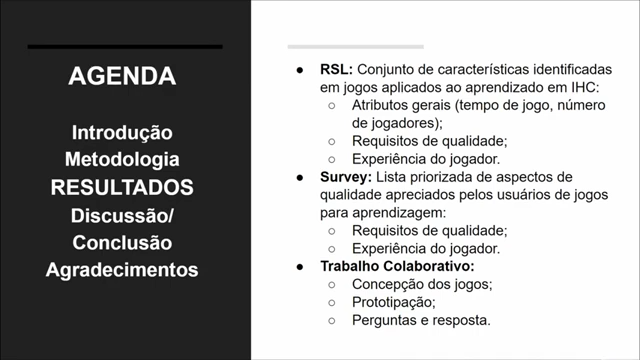 AGENDA
Introdução
Metodologia
RESULTADOS
Discussão/
Conclusão
Agradecimentos
● RSL: Conjunto de características identificadas
em jogos aplicados ao aprendizado em IHC:
○ Atributos gerais (tempo de jogo, número
de jogadores);
○ Requisitos de qualidade;
○ Experiência do jogador.
● Survey: Lista priorizada de aspectos de
qualidade apreciados pelos usuários de jogos
para aprendizagem:
○ Requisitos de qualidade;
○ Experiência do jogador.
● Trabalho Colaborativo:
○ Concepção dos jogos;
○ Prototipação;
○ Perguntas e resposta.